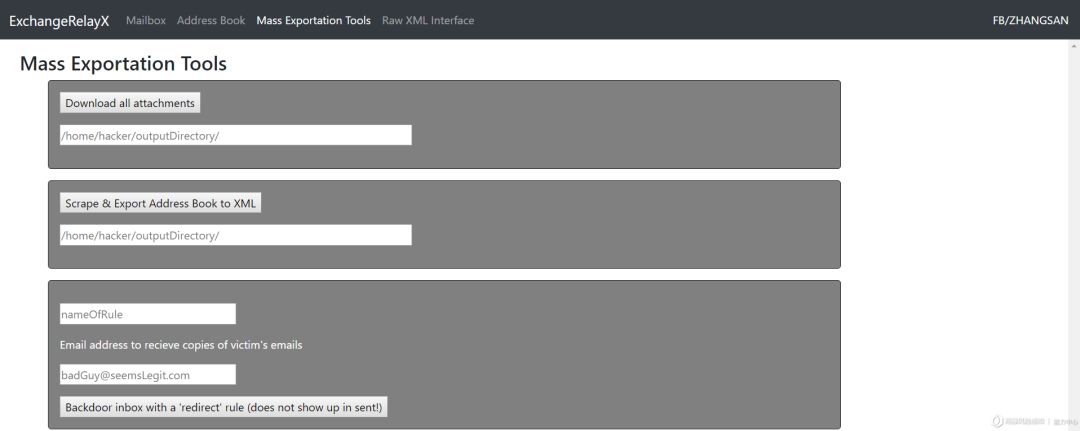 ExchangeRelayX Mailbox Address Book Mass Exportation Tools Raw XML Interface FB/ZHANGSAN
Mass Exportation Tools
Download all attachments
/home/hacker/outputDirectory/
Scrape & Export Address Book to XML
/home/hacker/outputDirectory/
nameOfRule
Email address to recieve copies of victim's emails
badGuy@seemsLegit.com
Backdoor inbox with a 'redirect' rule (does not show up in sent!)